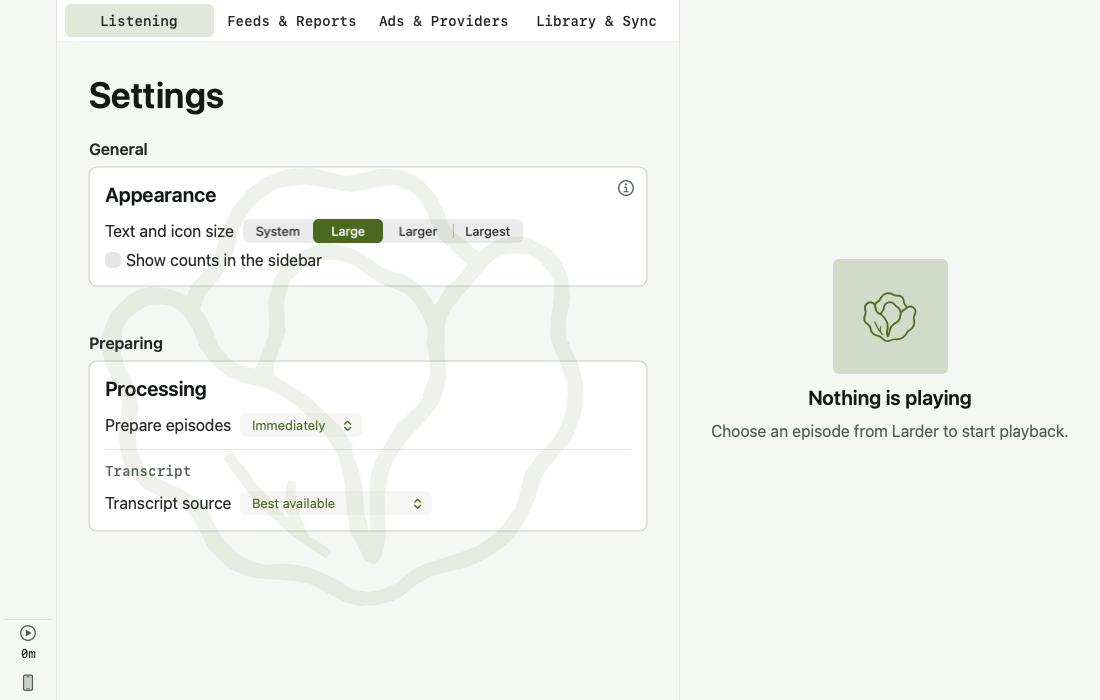 Listening Feeds & Reports Ads & Providers Library & Sync
Settings
General
Appearance
Text and icon size System Large Larger Largest
Show counts in the sidebar
Preparing
Processing
Prepare episodes Immediately
Transcript
Transcript source Best available
0m
Nothing is playing
Choose an episode from Larder to start playback.